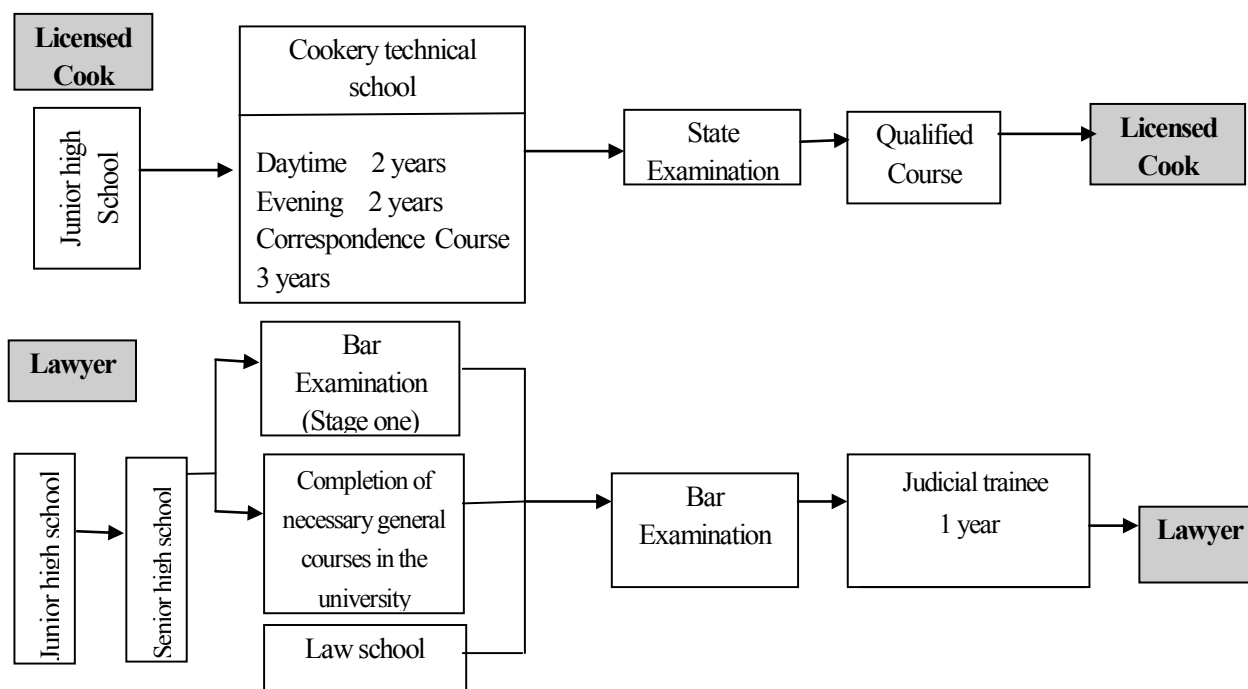 Licensed
Cook
Junior high
School
Cookery technical
school
Daytime 2 years
Evening 2 years
Correspondence Course
3 years
State
Examination
Qualified
Course
Licensed
Cook
Lawyer
Junior high school
Senior high school
Bar
Examination
(Stage one)
Completion of
necessary general
courses in the
university
Law school
Bar
Examination
Judicial trainee
1 year
Lawyer